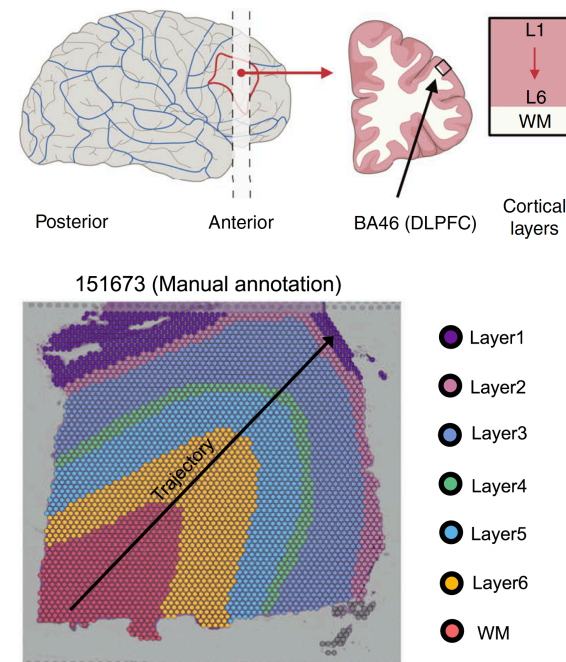 L1
L6
WM
Posterior
Anterior
BA46 (DLPFC)
Cortical
layers
151673 (Manual annotation)
Trajectory
Layer1
Layer2
Layer3
Layer4
Layer5
Layer6
WM